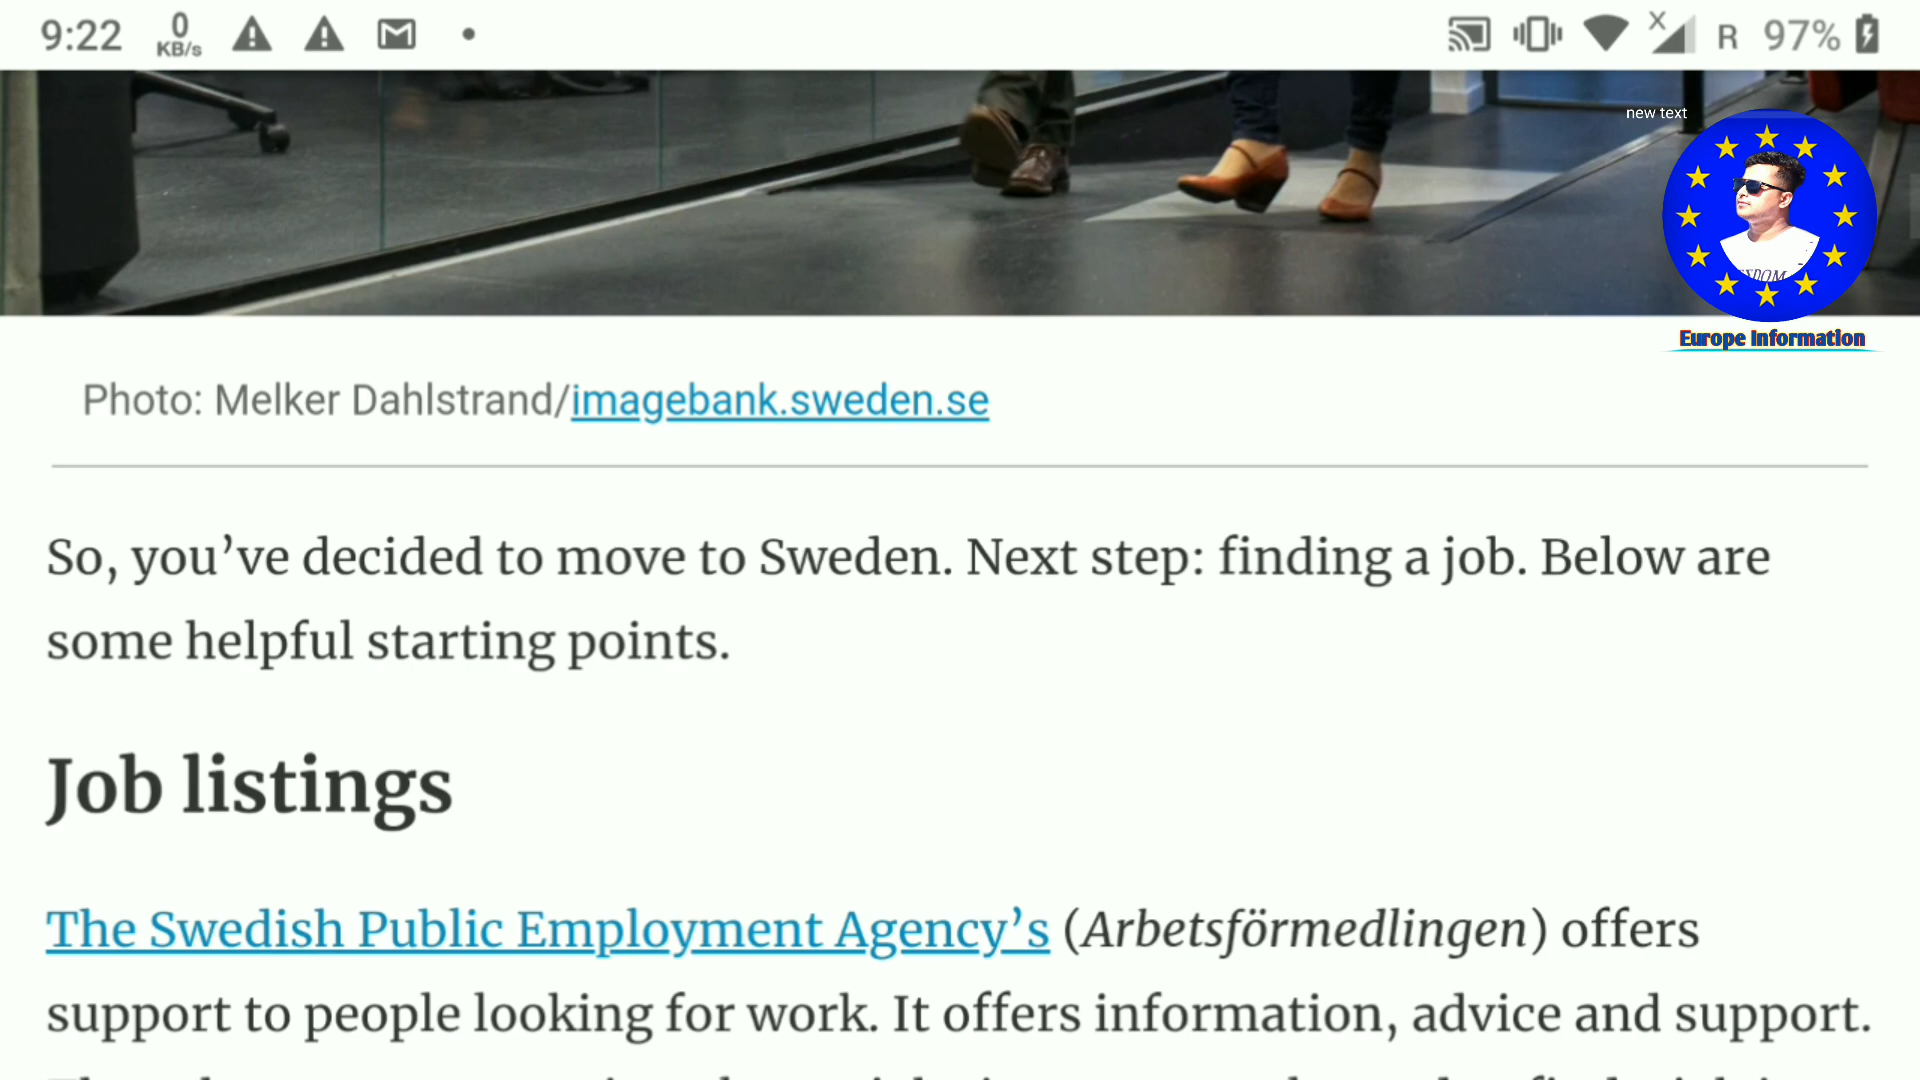 9:22
0
KB/s
X
R
97%
new text
Europe Information
Photo: Melker Dahlstrand/imagebank.sweden.se
So, you’ve decided to move to Sweden. Next step: finding a job. Below are
some helpful starting points.
Job listings
The Swedish Public Employment Agency’s (Arbetsförmedlingen) offers
support to people looking for work. It offers information, advice and support.